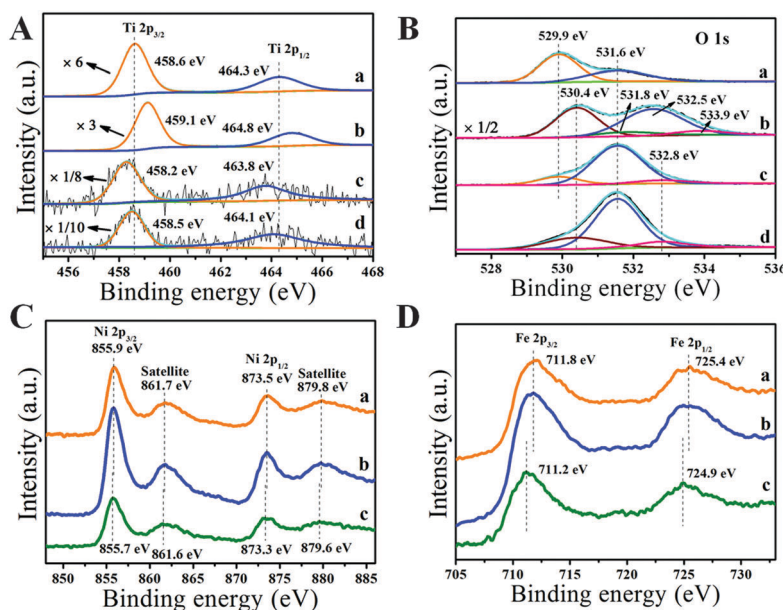 A
Ti 2p3/2
Ti 2p1/2
× 6
458.6 eV
464.3 eV
a
× 3
459.1 eV
464.8 eV
b
× 1/8
458.2 eV
463.8 eV
c
× 1/10
458.5 eV
464.1 eV
d
456 458 460 462 464 466 468
Binding energy (eV)
Intensity (a.u.)
B
O 1s
529.9 eV
531.6 eV
a
530.4 eV
531.8 eV
532.5 eV
533.9 eV
× 1/2
b
532.8 eV
c
d
528 530 532 534 536
Binding energy (eV)
Intensity (a.u.)
C
Ni 2p3/2
855.9 eV
Satellite
861.7 eV
Ni 2p1/2
873.5 eV
Satellite
879.8 eV
a
b
c
855.7 eV
861.6 eV
873.3 eV
879.6 eV
850 855 860 865 870 875 880 885
Binding energy (eV)
Intensity (a.u.)
D
Fe 2p3/2
711.8 eV
Fe 2p1/2
725.4 eV
a
b
711.2 eV
724.9 eV
c
705 710 715 720 725 730
Binding energy (eV)
Intensity (a.u.)